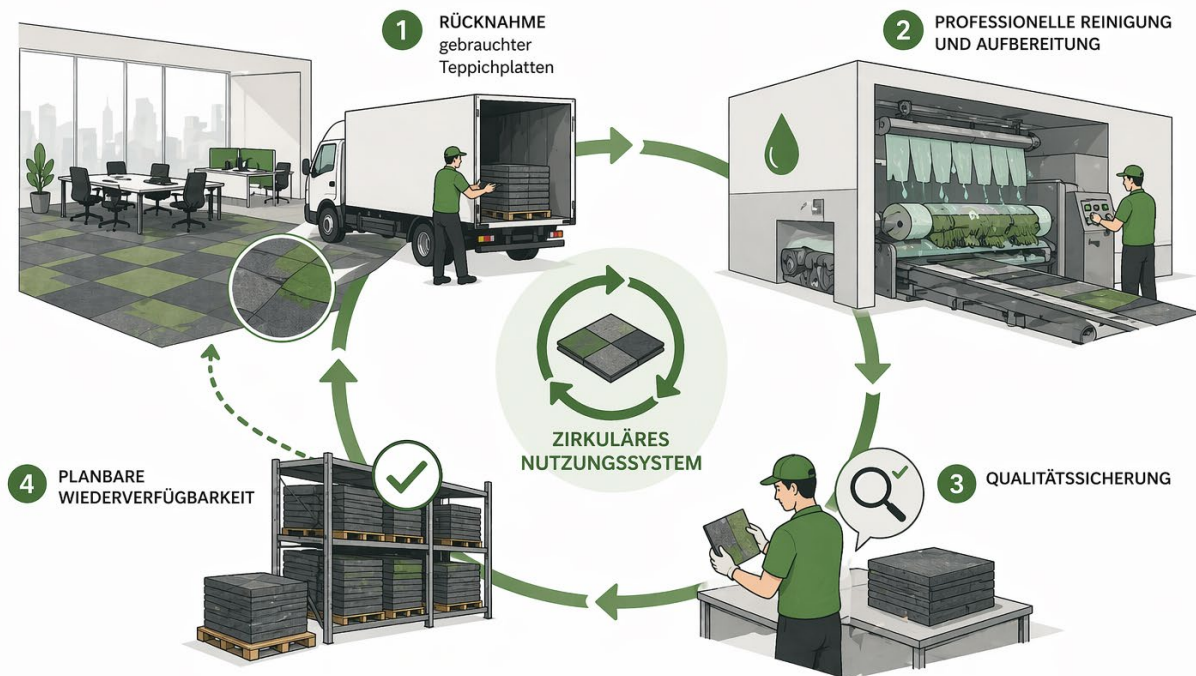 1
RÜCKNAHME
gebrauchter
Teppichplatten
2
PROFESSIONELLE REINIGUNG
UND AUFBEREITUNG
ZIRKULÄRES
NUTZUNGSSYSTEM
3
QUALITÄTSSICHERUNG
4
PLANBARE
WIEDERVERFÜGBARKEIT